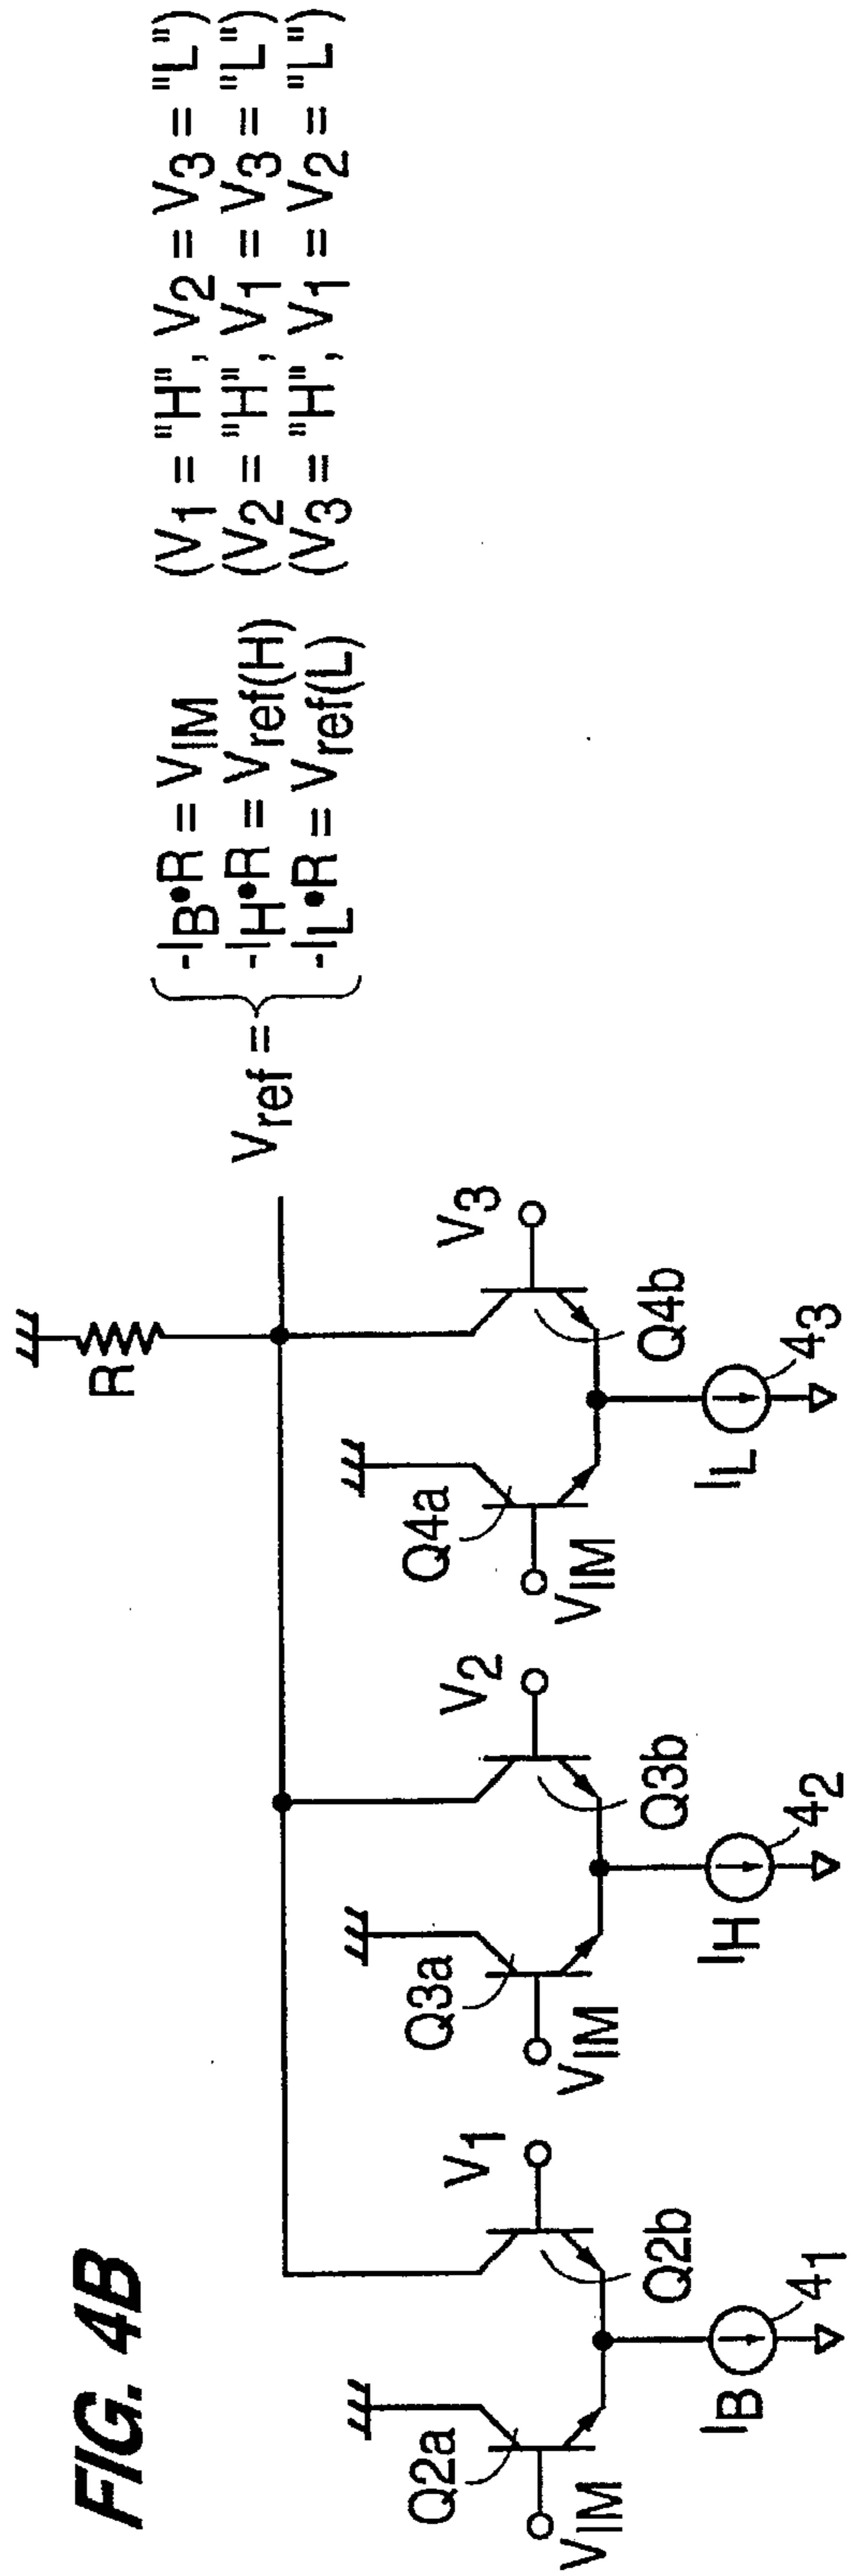 FIG. 4B
R
Vref =
-IB•R = VIM (V1 = "H", V2 = V3 = "L")
-IH•R = Vref(H) (V2 = "H", V1 = V3 = "L")
-IL•R = Vref(L) (V3 = "H", V1 = V2 = "L")
Q2a
VIM
V1
Q2b
IB
41
Q3a
VIM
V2
Q3b
IH
42
Q4a
VIM
V3
Q4b
IL
43